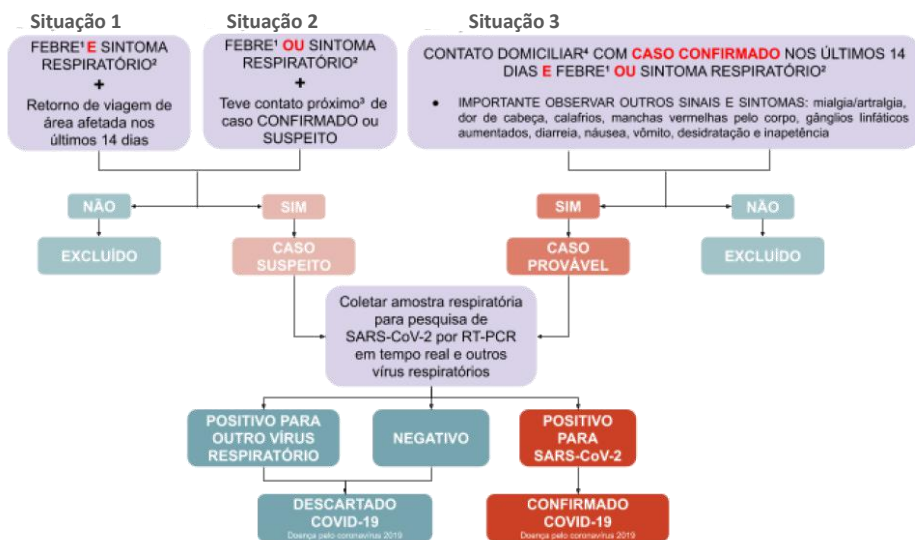 Situação 1
FEBRE¹ E SINTOMA
RESPIRATÓRIO²
+
Retorno de viagem de
área afetada nos
últimos 14 dias
Situação 2
FEBRE¹ OU SINTOMA
RESPIRATÓRIO²
+
Teve contato próximo³ de
caso CONFIRMADO ou
SUSPEITO
Situação 3
CONTATO DOMICILIAR⁴ COM CASO CONFIRMADO NOS ÚLTIMOS 14
DIAS E FEBRE¹ OU SINTOMA RESPIRATÓRIO²
• IMPORTANTE OBSERVAR OUTROS SINAIS E SINTOMAS: mialgia/artralgia,
dor de cabeça, calafrios, manchas vermelhas pelo corpo, gânglios linfáticos
aumentados, diarreia, náusea, vômito, desidratação e inapetência
NÃO
SIM
SIM
NÃO
EXCLUÍDO
CASO
SUSPEITO
CASO
PROVÁVEL
EXCLUÍDO
Coletar amostra respiratória
para pesquisa de
SARS-CoV-2 por RT-PCR
em tempo real e outros
vírus respiratórios
POSITIVO PARA
OUTRO VÍRUS
RESPIRATÓRIO
NEGATIVO
POSITIVO
PARA
SARS-CoV-2
DESCARTADO
COVID-19
Doença pelo coronavírus 2019
CONFIRMADO
COVID-19
Doença pelo coronavírus 2019